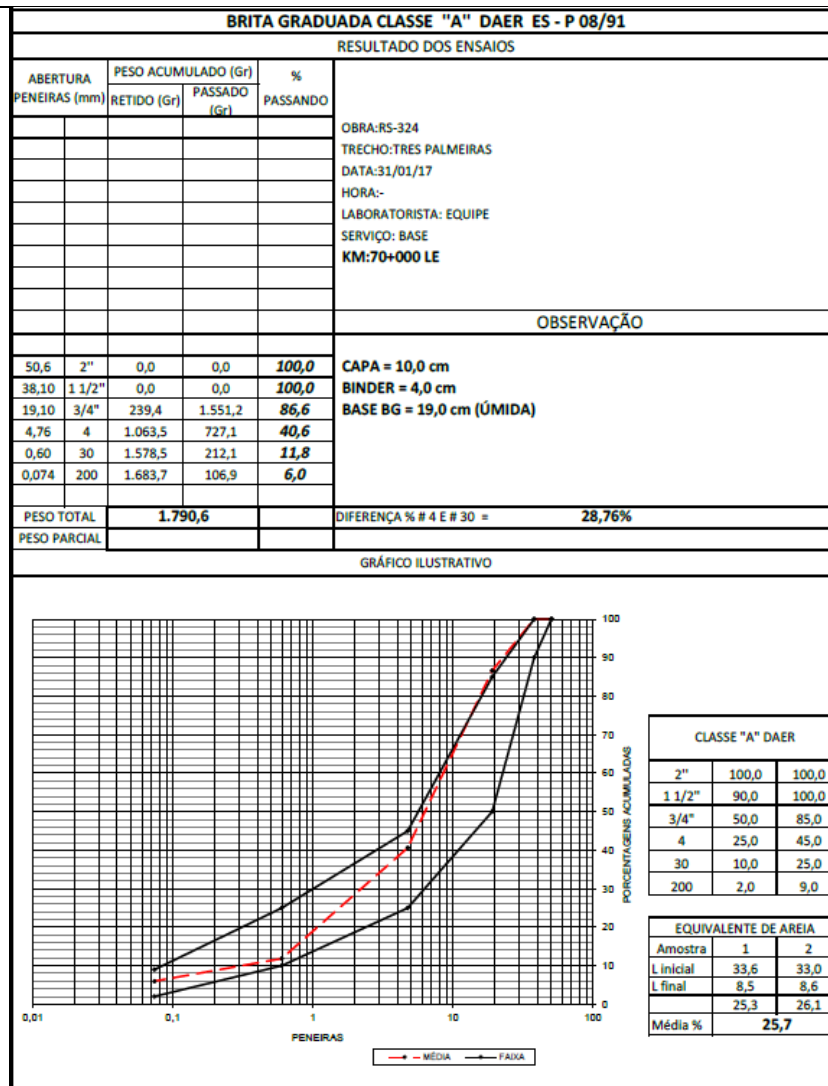 BRITA GRADUADA CLASSE "A" DAER ES - P 08/91
RESULTADO DOS ENSAIOS
ABERTURA PENEIRAS (mm) PESO ACUMULADO (Gr) % PASSANDO
RETIDO (Gr) PASSADO (Gr)
OBRA:RS-324
TRECHO:TRES PALMEIRAS
DATA:31/01/17
HORA:-
LABORATORISTA: EQUIPE
SERVIÇO: BASE
KM:70+000 LE
OBSERVAÇÃO
50,6 2" 0,0 0,0 100,0 CAPA = 10,0 cm
38,10 1 1/2" 0,0 0,0 100,0 BINDER = 4,0 cm
19,10 3/4" 239,4 1.551,2 86,6 BASE BG = 19,0 cm (ÚMIDA)
4,76 4 1.063,5 727,1 40,6
0,60 30 1.578,5 212,1 11,8
0,074 200 1.683,7 106,9 6,0
PESO TOTAL 1.790,6 DIFERENÇA % # 4 E # 30 = 28,76%
PESO PARCIAL
GRÁFICO ILUSTRATIVO
100
90
80
70
60
50
40
30
20
10
0
PORCENTAGENS ACUMULADAS
0,01 0,1 1 10 100
PENEIRAS
MÉDIA FAIXA
CLASSE "A" DAER
2" 100,0 100,0
1 1/2" 90,0 100,0
3/4" 50,0 85,0
4 25,0 45,0
30 10,0 25,0
200 2,0 9,0
EQUIVALENTE DE AREIA
Amostra 1 2
L inicial 33,6 33,0
L final 8,5 8,6
25,3 26,1
Média % 25,7